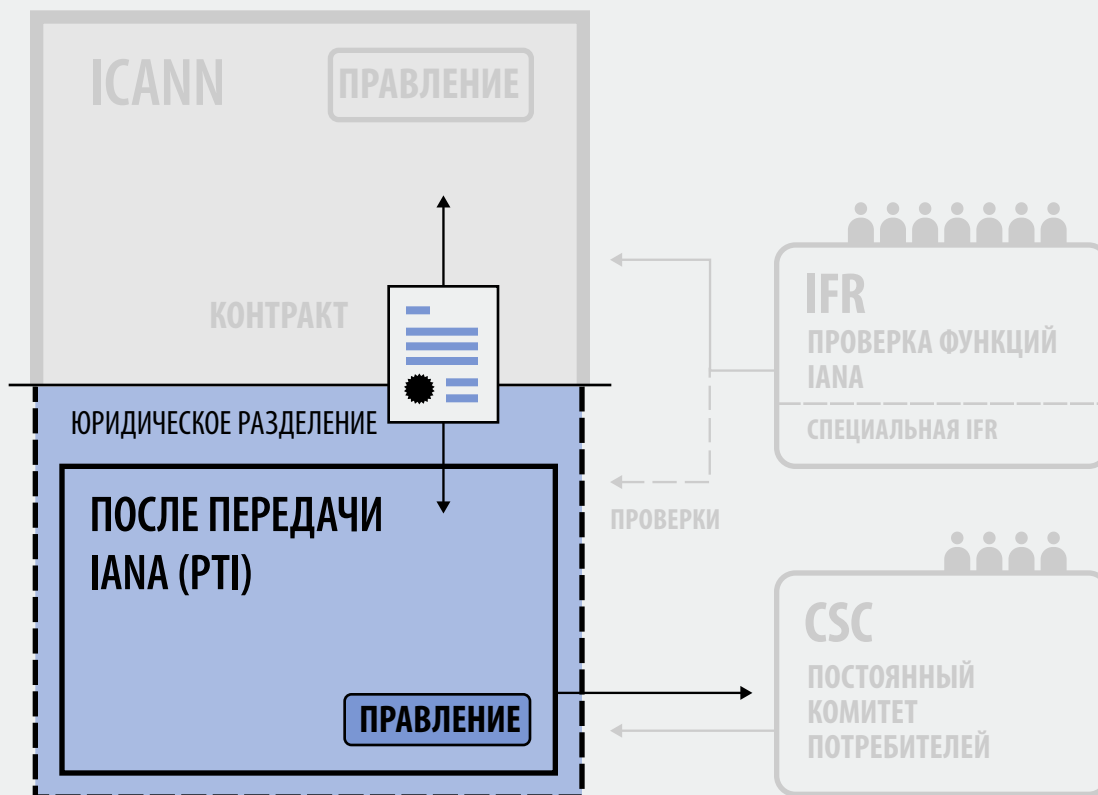 ICANN
ПРАВЛЕНИЕ
КОНТРАКТ
ЮРИДИЧЕСКОЕ РАЗДЕЛЕНИЕ
ПОСЛЕ ПЕРЕДАЧИ
IANA (PTI)
ПРАВЛЕНИЕ
IFR
ПРОВЕРКА ФУНКЦИЙ
IANA
СПЕЦИАЛЬНАЯ IFR
ПРОВЕРКИ
CSC
ПОСТОЯННЫЙ
КОМИТЕТ
ПОТРЕБИТЕЛЕЙ